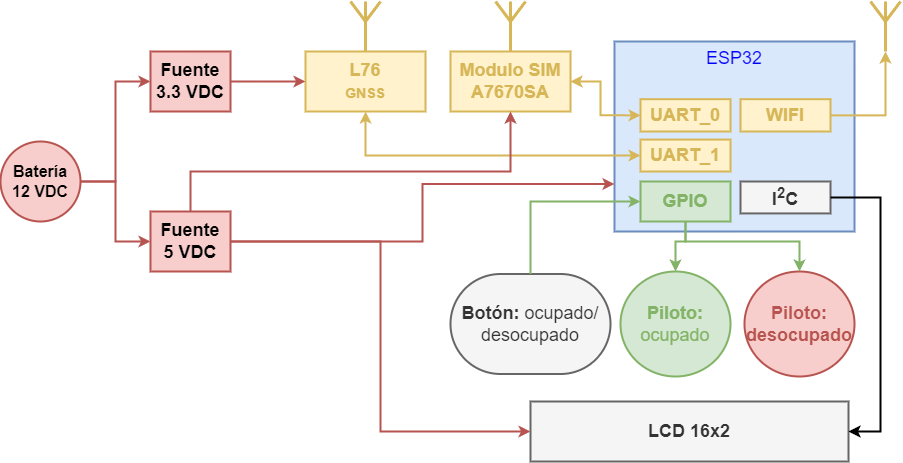 ESP32
Fuente
3.3 VDC
L76
GNSS
Modulo SIM
A7670SA
UART_0
WIFI
UART_1
Batería
12 VDC
GPIO
I²C
Fuente
5 VDC
Botón: ocupado/
desocupado
Piloto:
ocupado
Piloto:
desocupado
LCD 16x2